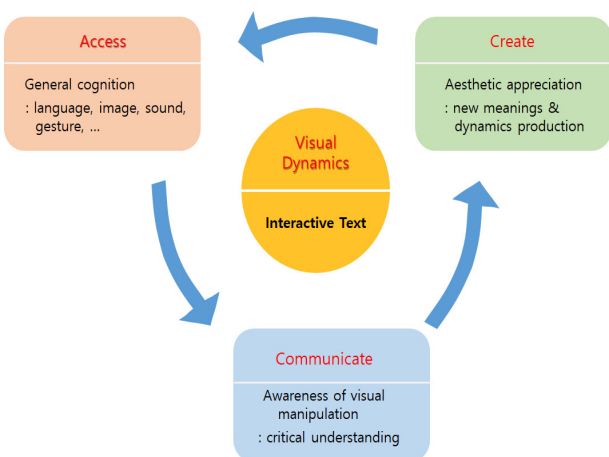 Access
General cognition
: language, image, sound,
gesture, ...
Create
Aesthetic appreciation
: new meanings &
dynamics production
Visual
Dynamics
Interactive Text
Communicate
Awareness of visual
manipulation
: critical understanding